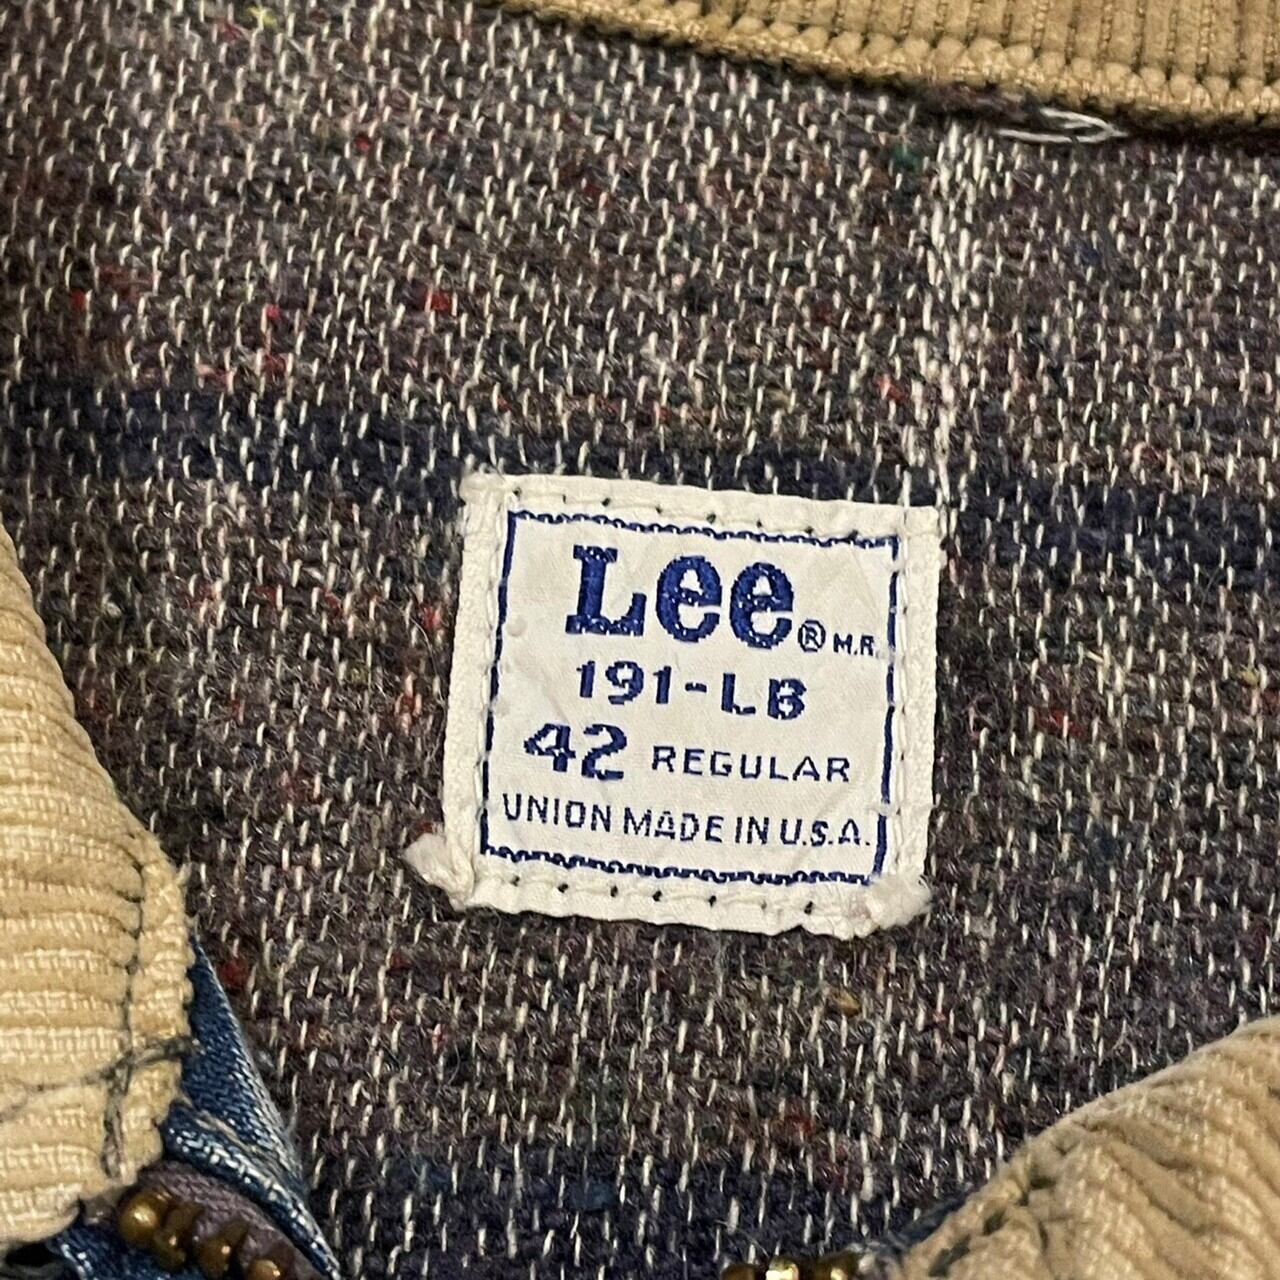 Lee® M.R.
191-LB
42 REGULAR
UNION MADE IN U.S.A.